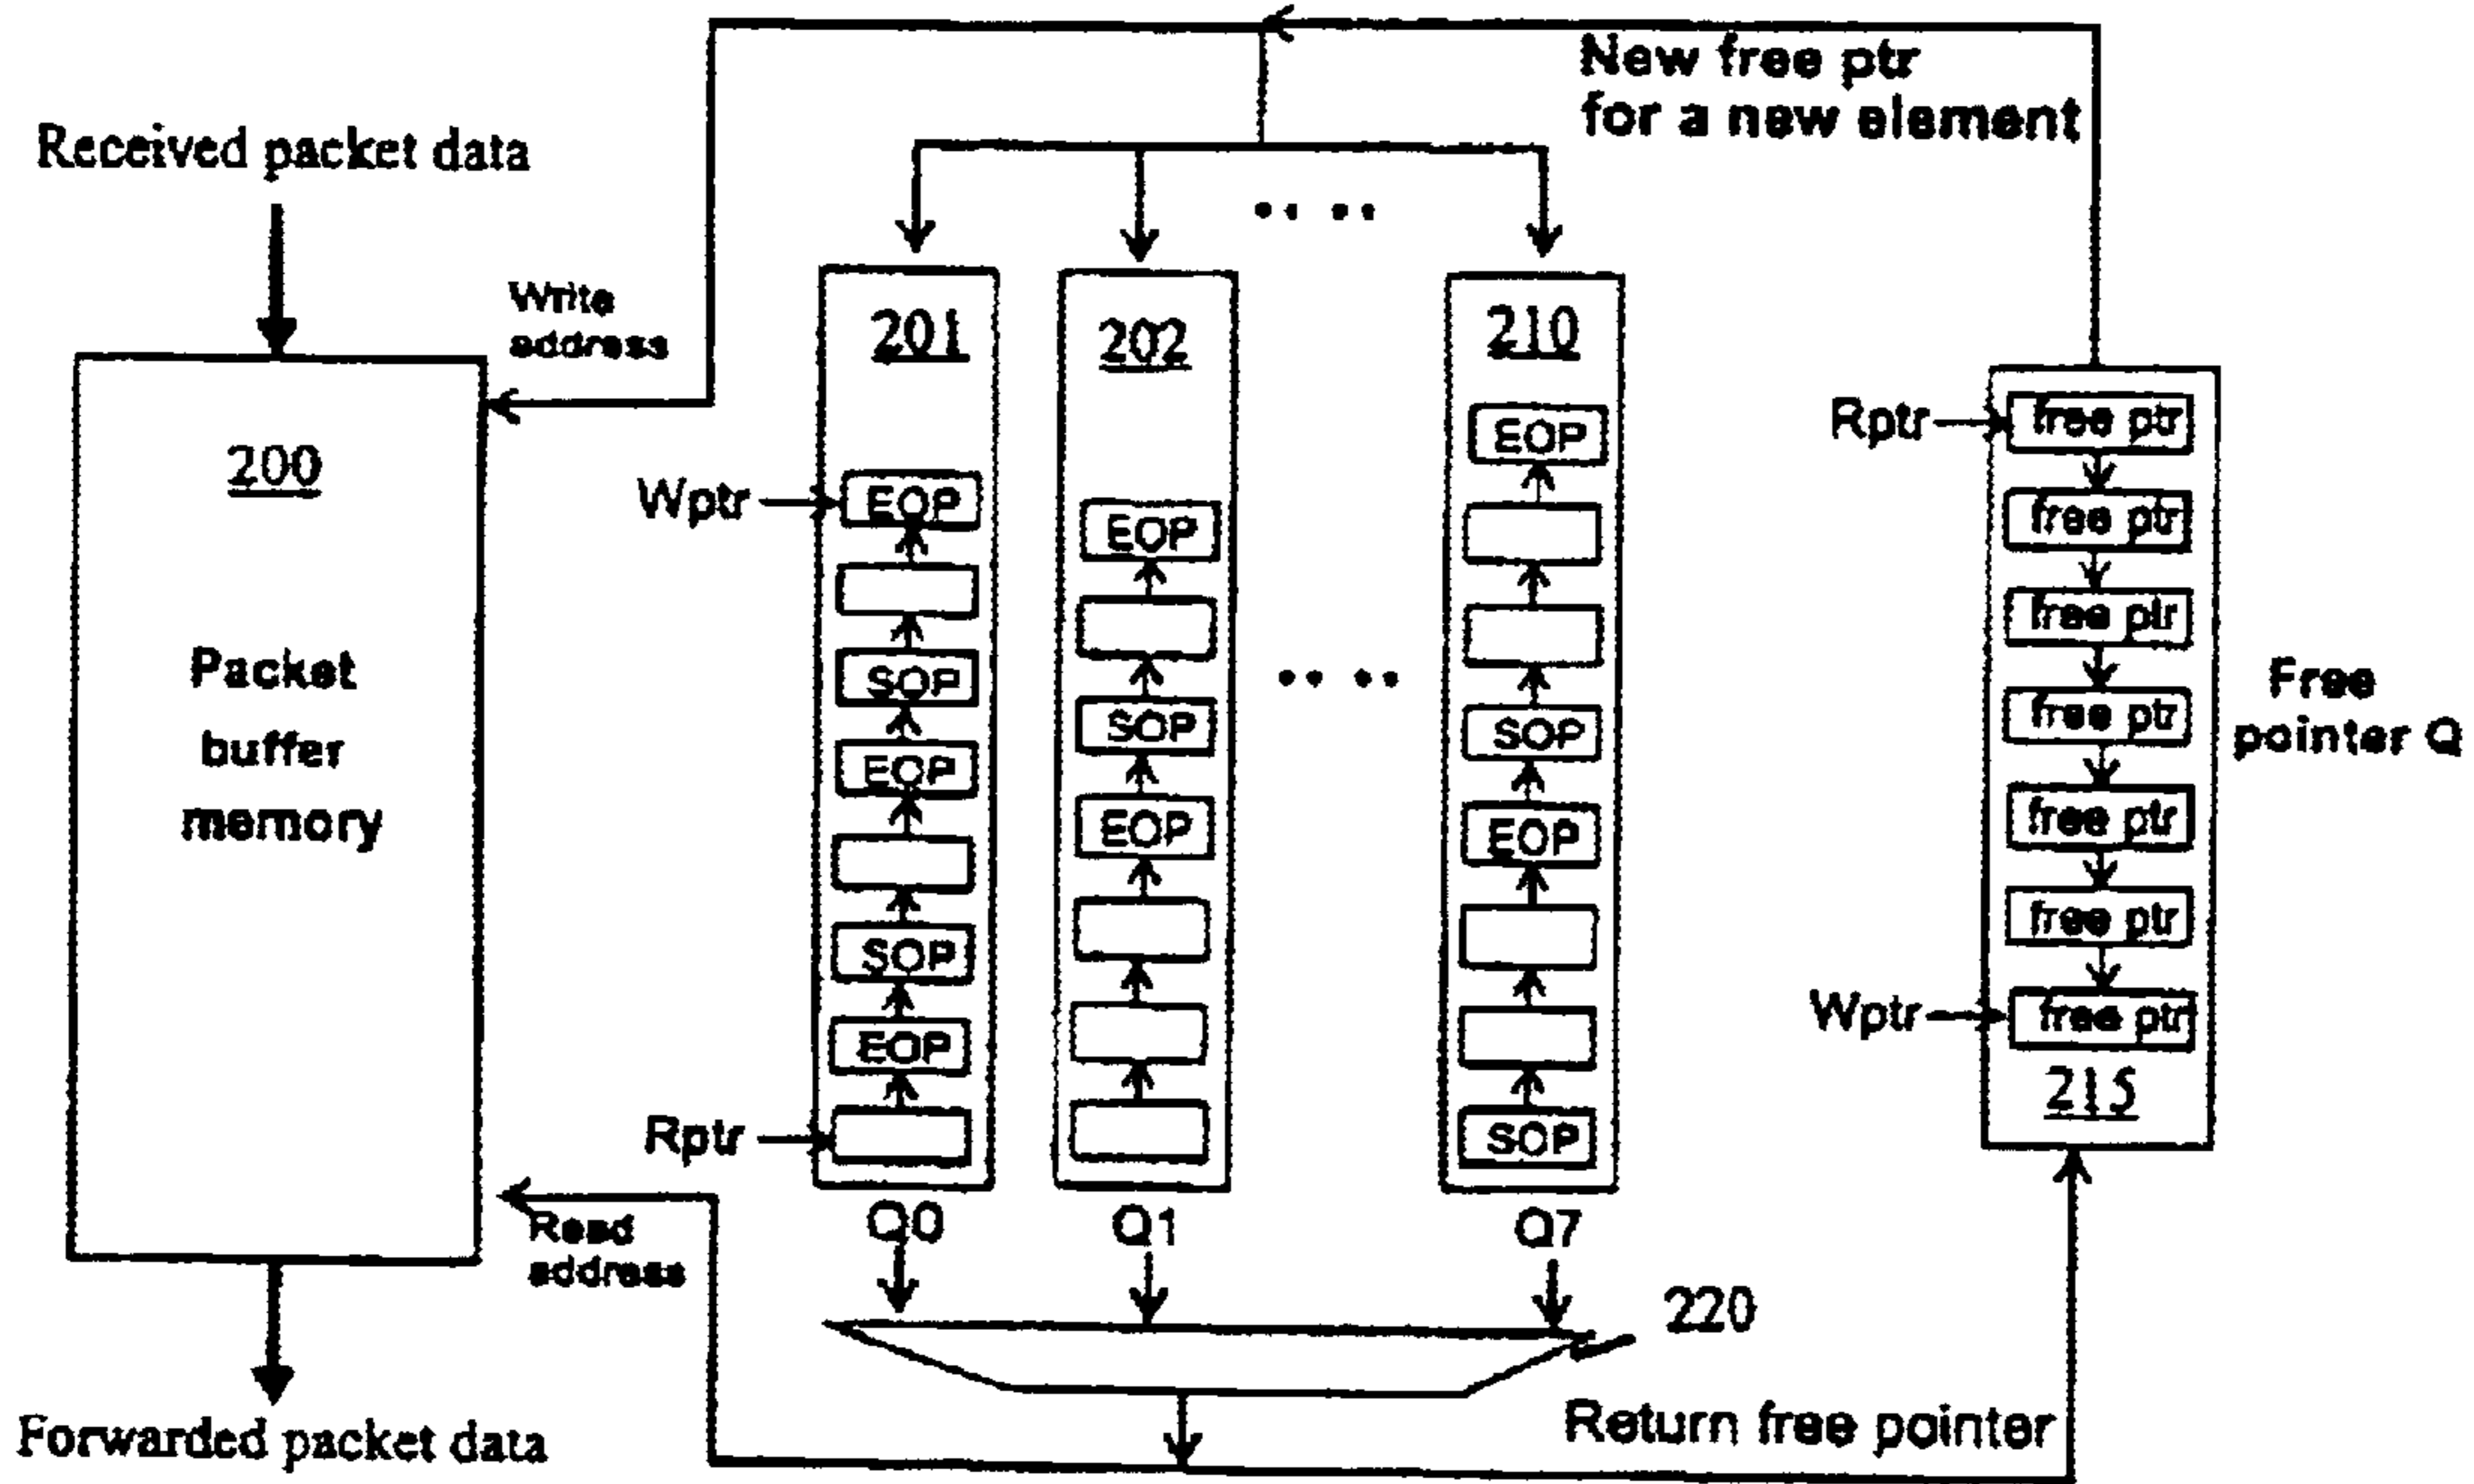 New free ptr
for a new element
Received packet data
Write
address
200
Packet
buffer
memory
Read
address
Forwarded packet data
Wptr
Rptr
201
EOP
SOP
EOP
SOP
EOP
Q0
202
EOP
SOP
EOP
Q1
210
EOP
SOP
EOP
SOP
Q7
220
Rptr
free ptr
free ptr
free ptr
free ptr
free ptr
free ptr
Wptr
free ptr
215
Free
pointer Q
Return free pointer